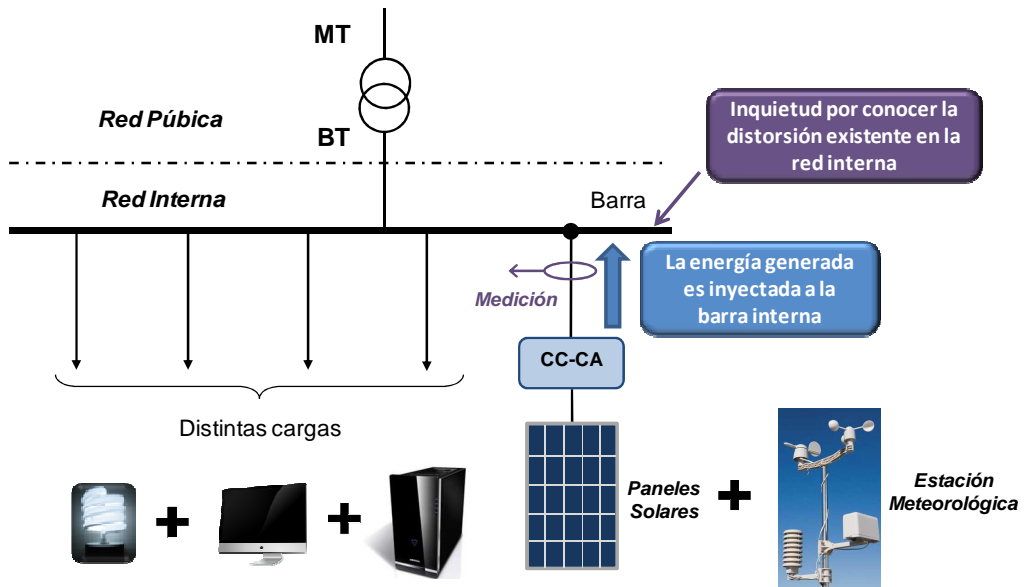 MT
Red Púbica
BT
Inquietud por conocer la
distorsión existente en la
red interna
Red Interna
Barra
La energía generada
es inyectada a la
barra interna
Medición
CC-CA
Distintas cargas
Paneles
Solares
Estación
Meteorológica